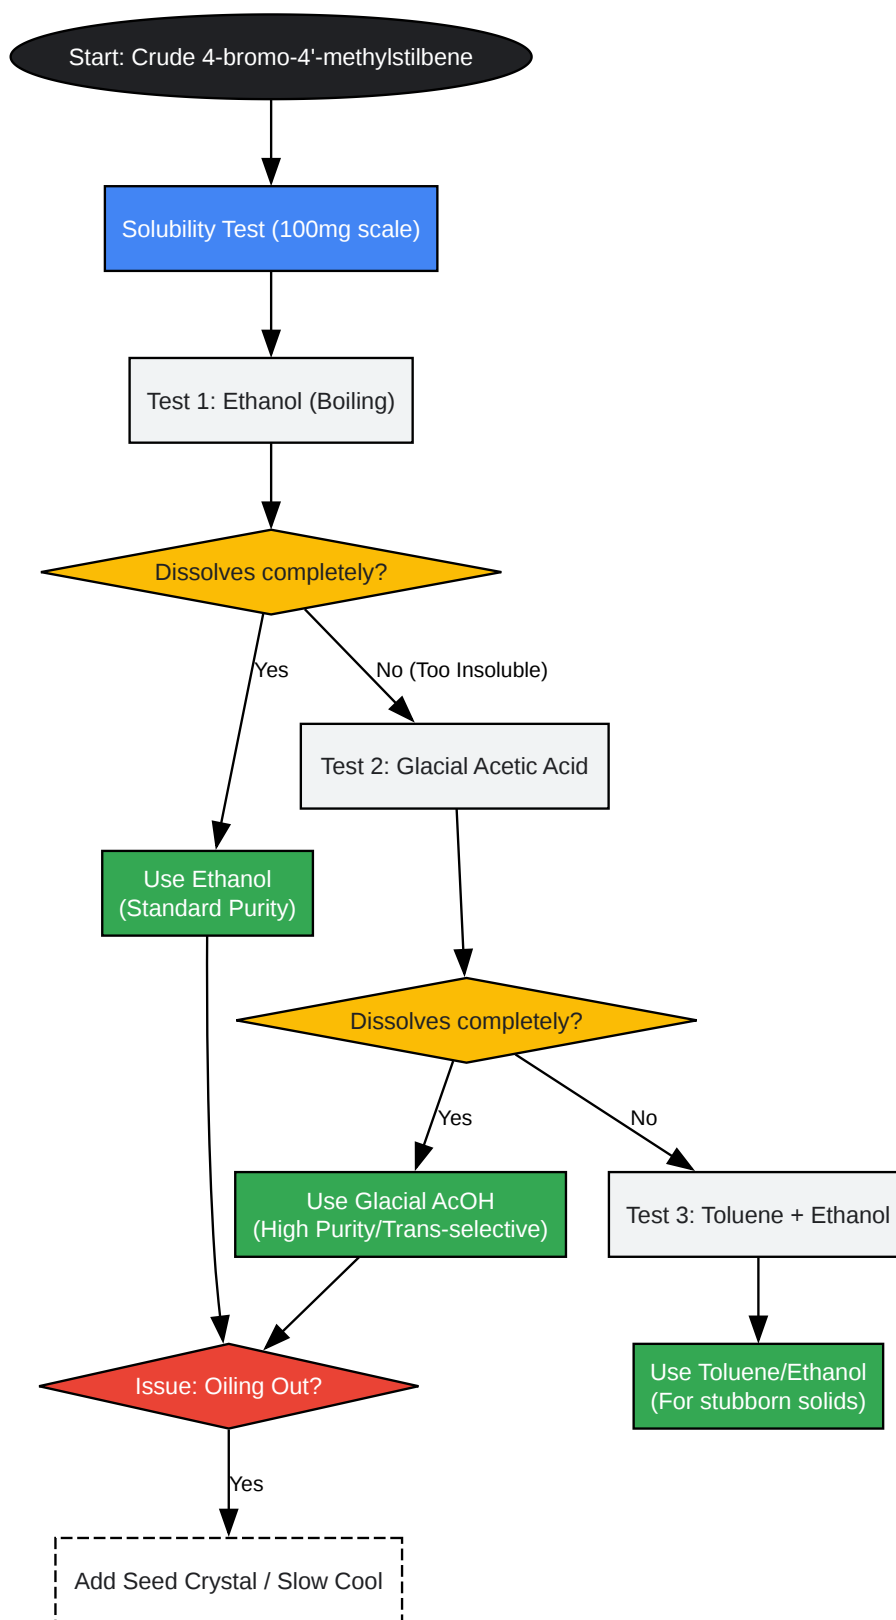 Start: Crude 4-bromo-4'-methylstilbene
Solubility Test (100mg scale)
Test 1: Ethanol (Boiling)
Dissolves completely?
Yes
No (Too Insoluble)
Test 2: Glacial Acetic Acid
Use Ethanol
(Standard Purity)
Dissolves completely?
Yes
No
Use Glacial AcOH
(High Purity/Trans-selective)
Test 3: Toluene + Ethanol
Issue: Oiling Out?
Use Toluene/Ethanol
(For stubborn solids)
Yes
Add Seed Crystal / Slow Cool